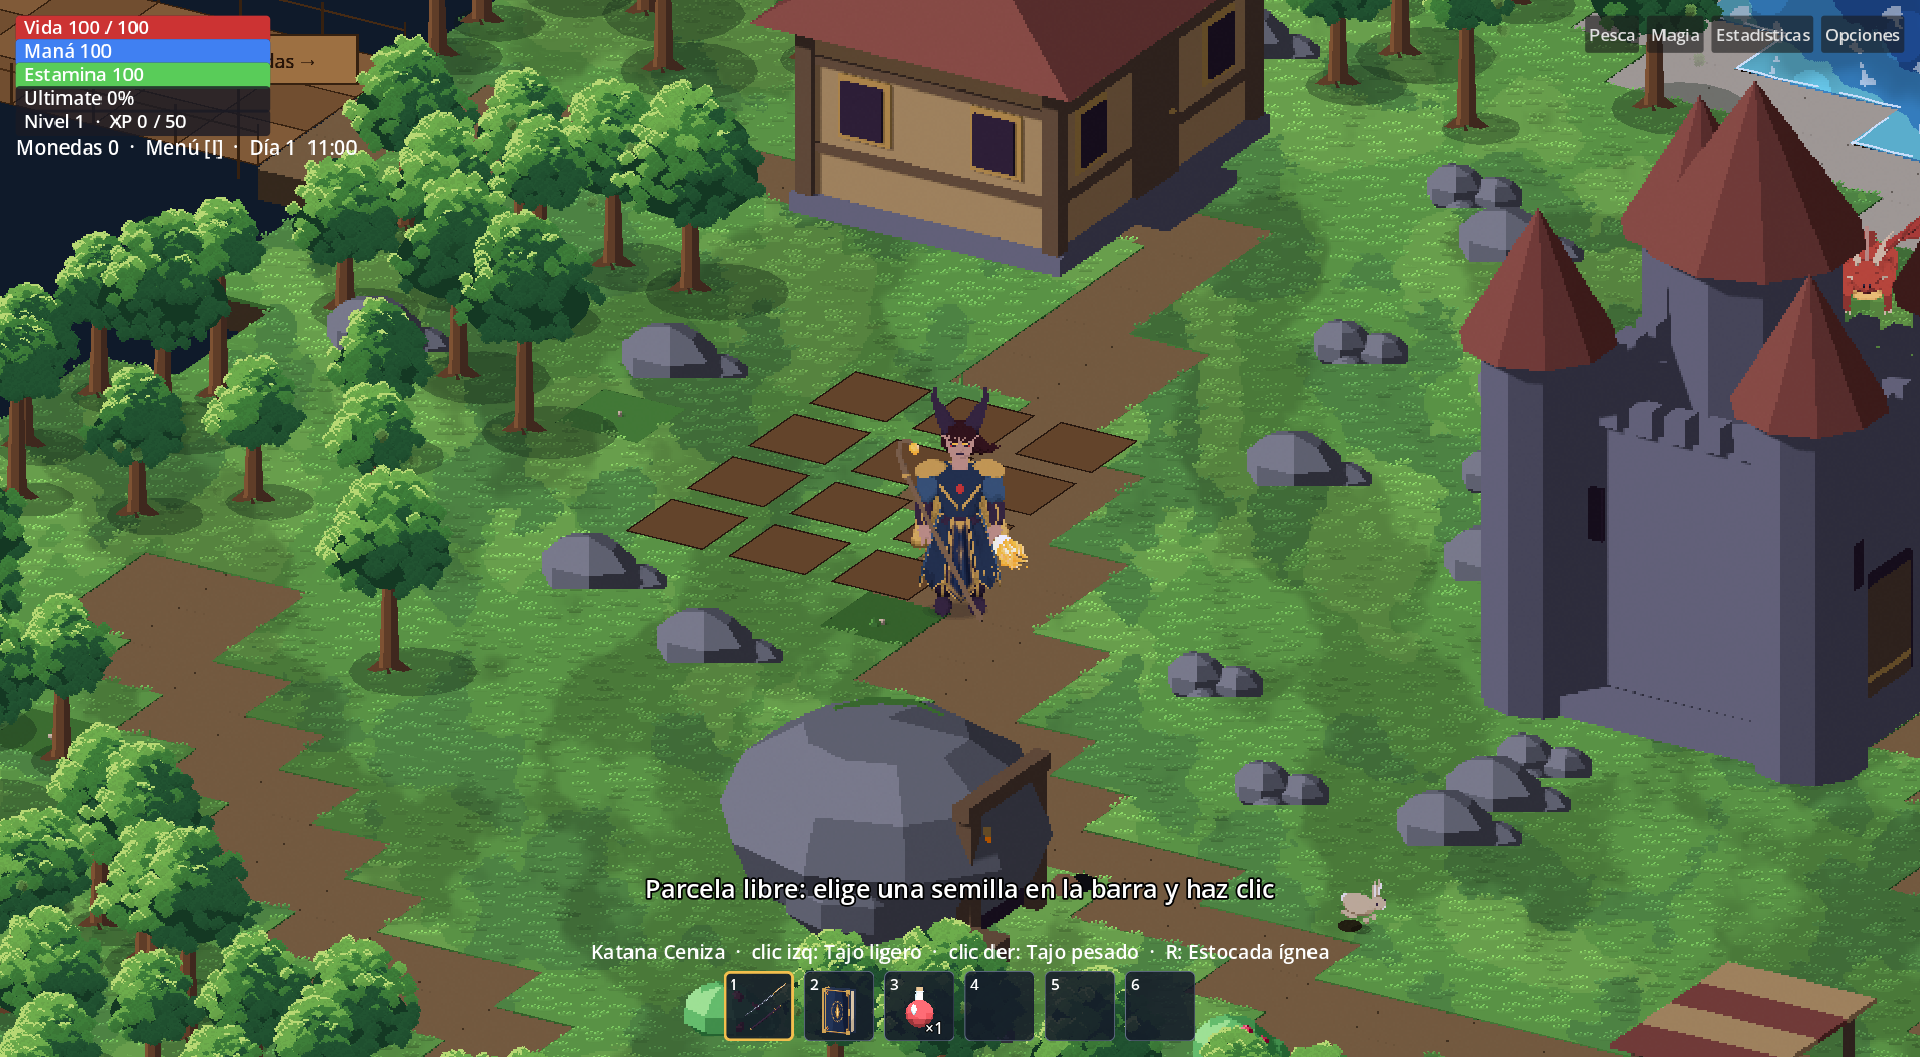 Vida 100 / 100
Maná 100
das →
Estamina 100
Ultimate 0%
Nivel 1 · XP 0 / 50
Monedas 0 · Menú [I] · Día 1 11:00
Pesca
Magia
Estadísticas
Opciones
Parcela libre: elige una semilla en la barra y haz clic
Katana Ceniza · clic izq: Tajo ligero · clic der: Tajo pesado · R: Estocada ígnea
1
2
3
×1
4
5
6